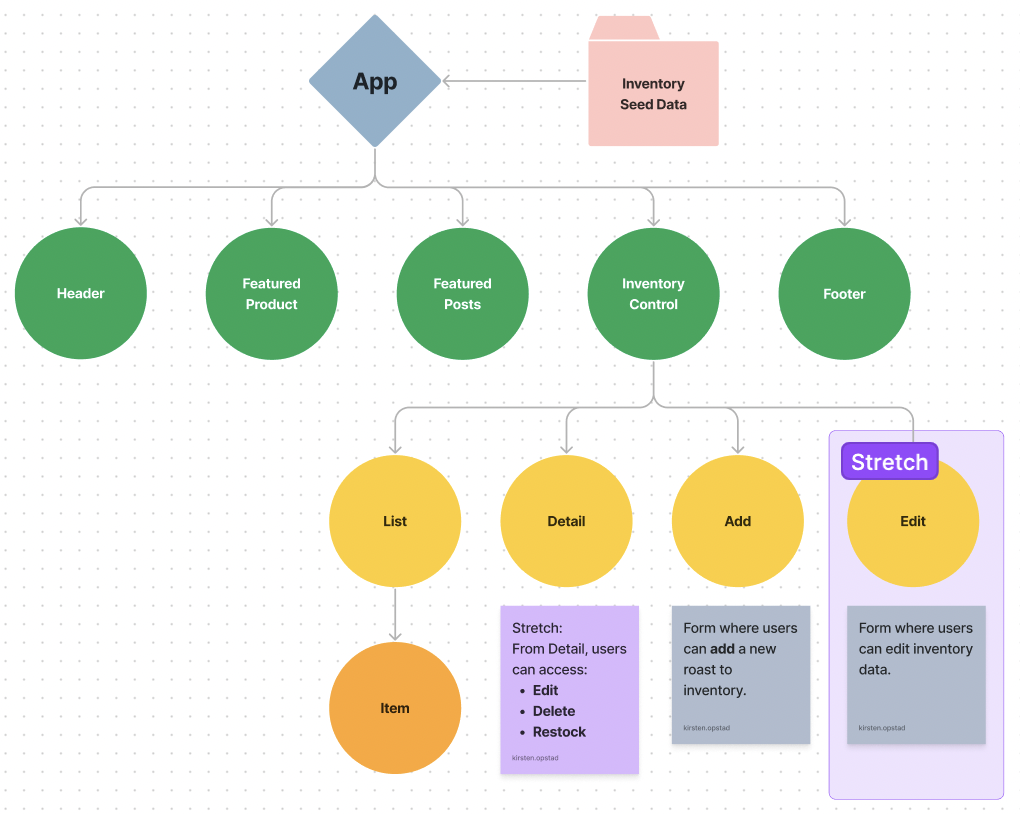 App
Inventory
Seed Data
Header
Featured
Product
Featured
Posts
Inventory
Control
Footer
Stretch
List
Detail
Add
Edit
Stretch:
From Detail, users
can access:
• Edit
• Delete
• Restock
kirsten.opstad
Form where users
can add a new
roast to
inventory.
kirsten.opstad
Form where users
can edit inventory
data.
kirsten.opstad
Item